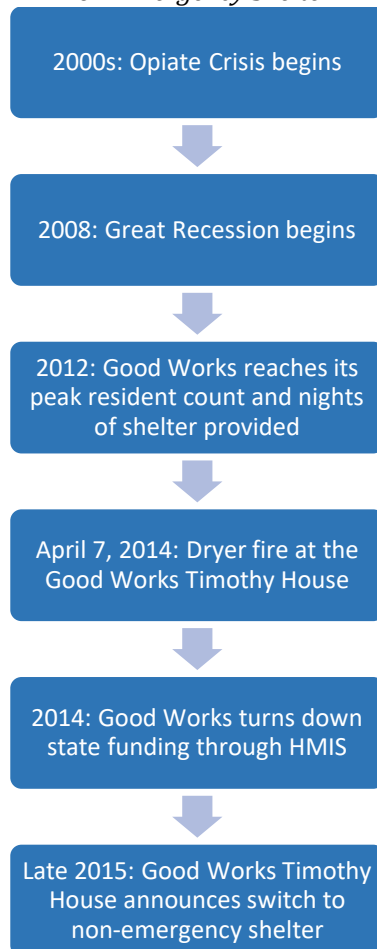 2000s: Opiate Crisis begins
2008: Great Recession begins
2012: Good Works reaches its
peak resident count and nights
of shelter provided
April 7, 2014: Dryer fire at the
Good Works Timothy House
2014: Good Works turns down
state funding through HMIS
Late 2015: Good Works Timothy
House announces switch to
non-emergency shelter